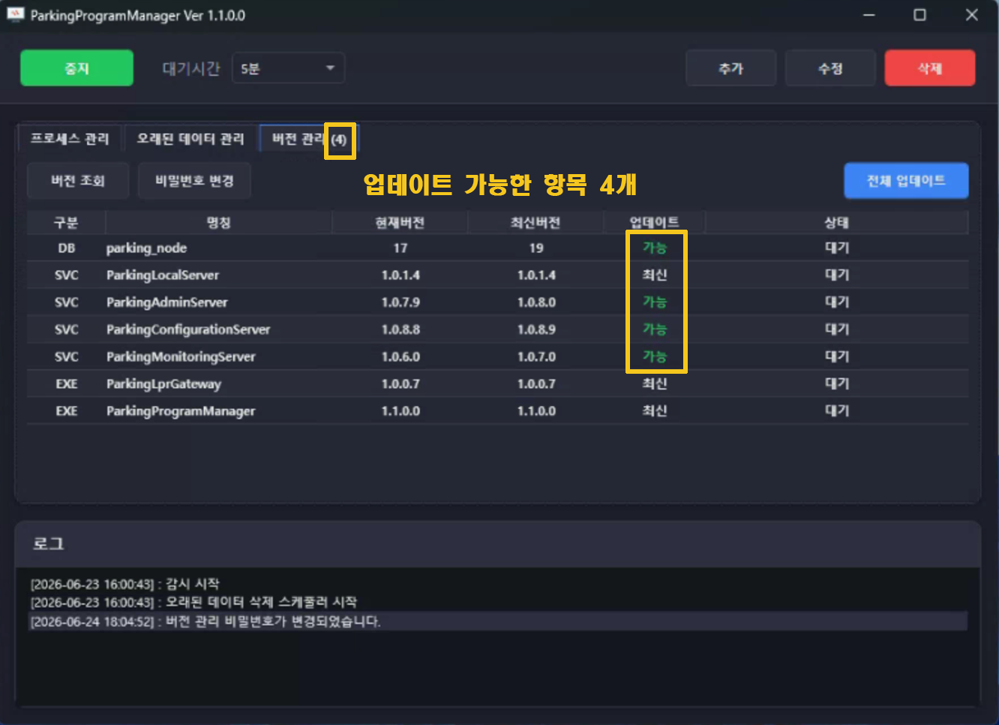 ParkingProgramManager Ver 1.1.0.0
중지 대기시간 5분 추가 수정 삭제
프로세스 관리 오래된 데이터 관리 버전 관리 (4)
버전 조회 비밀번호 변경 업데이트 가능한 항목 4개 전체 업데이트
구분 명칭 현재버전 최신버전 업데이트 상태
DB parking_node 17 19 가능 대기
SVC ParkingLocalServer 1.0.1.4 1.0.1.4 최신 대기
SVC ParkingAdminServer 1.0.7.9 1.0.8.0 가능 대기
SVC ParkingConfigurationServer 1.0.8.8 1.0.8.9 가능 대기
SVC ParkingMonitoringServer 1.0.6.0 1.0.7.0 가능 대기
EXE ParkingLprGateway 1.0.0.7 1.0.0.7 최신 대기
EXE ParkingProgramManager 1.1.0.0 1.1.0.0 최신 대기
로그
[2026-06-23 16:00:43] : 감시 시작
[2026-06-23 16:00:43] : 오래된 데이터 삭제 스케줄러 시작
[2026-06-24 18:04:52] : 버전 관리 비밀번호가 변경되었습니다.